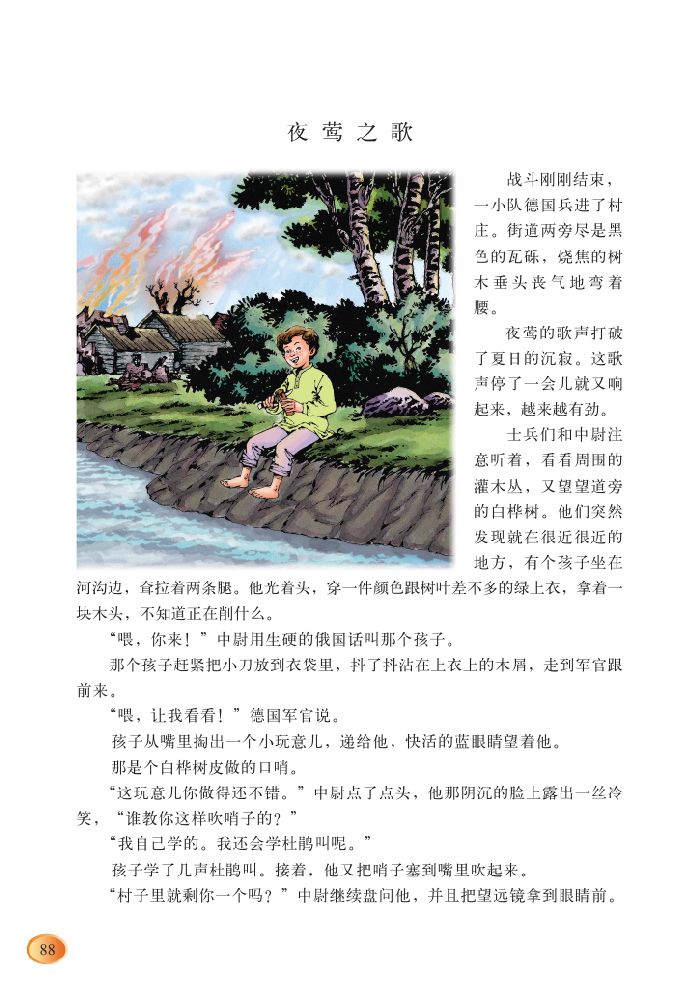 夜莺之歌
战斗刚刚结束，
一小队德国兵进了村
庄。街道两旁尽是黑
色的瓦砾，烧焦的树
木垂头丧气地弯着
腰。
夜莺的歌声打破
了夏日的沉寂。这歌
声停了一会儿就又响
起来，越来越有劲。
士兵们和中尉注
意听着，看看周围的
灌木丛，又望望道旁
的白桦树。他们突然
发现就在很近很近的
地方，有个孩子坐在
河沟边，耷拉着两条腿。他光着头，穿一件颜色跟树叶差不多的绿上衣，拿着一
块木头，不知道正在削什么。
“喂，你来！”中尉用生硬的俄国话叫那个孩子。
那个孩子赶紧把小刀放到衣袋里，抖了抖沾在上衣上的木屑，走到军官跟
前来。
“喂，让我看看！”德国军官说。
孩子从嘴里掏出一个小玩意儿，递给他，快活的蓝眼睛望着他。
那是个白桦树皮做的口哨。
“这玩意儿你做得还不错。”中尉点了点头，他那阴沉的脸上露出一丝冷
笑，“谁教你这样吹哨子的？”
“我自己学的。我还会学杜鹃叫呢。”
孩子学了几声杜鹃叫。接着，他又把哨子塞到嘴里吹起来。
“村子里就剩你一个吗？”中尉继续盘问他，并且把望远镜拿到眼睛前。
88